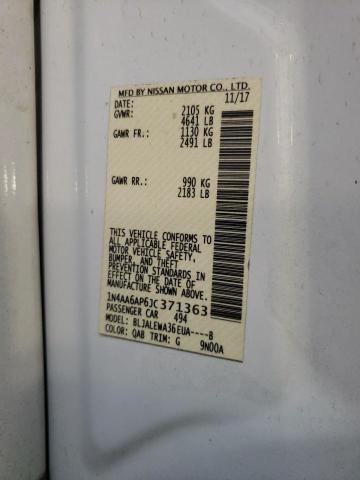 MFD BY NISSAN MOTOR CO., LTD.
DATE: 11/17
GVWR: 2105 KG
4641 LB
GAWR FR.: 1130 KG
2491 LB
GAWR RR.: 990 KG
2183 LB
THIS VEHICLE CONFORMS TO
ALL APPLICABLE FEDERAL
MOTOR VEHICLE SAFETY,
BUMPER, AND THEFT
PREVENTION STANDARDS IN
EFFECT ON THE DATE OF
MANUFACTURE SHOWN ABOVE.
1N4AA6AP6JC371363
PASSENGER CAR 494
MODEL: BLJALEWA36EUA----B
COLOR: QAB TRIM: G 9N00A